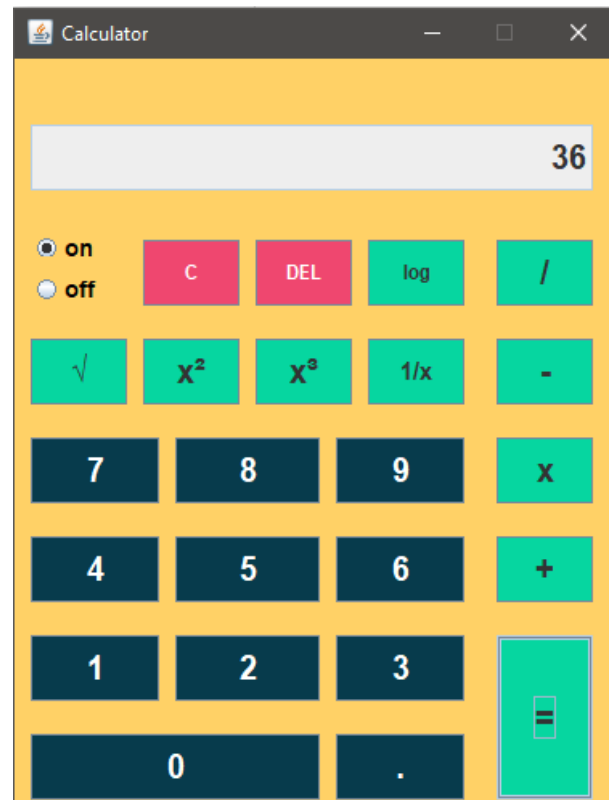 Calculator
36
on
C DEL log /
off
√ x² x³ 1/x -
7 8 9 x
4 5 6 +
1 2 3
=
0 .